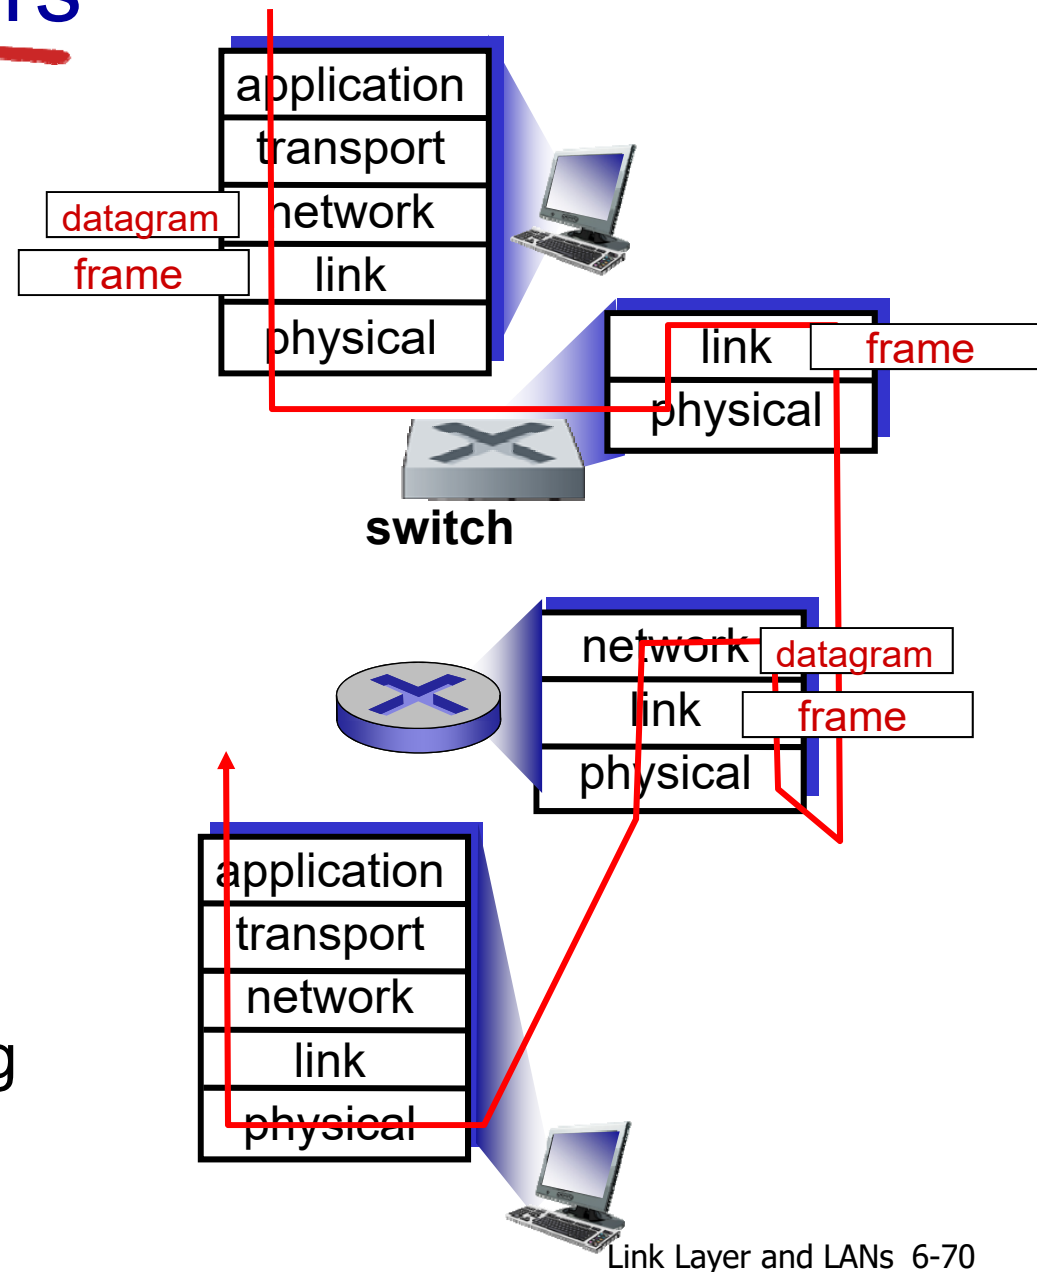 rs
application
transport
datagram network
frame link
physical
link frame
physical
switch
network datagram
link frame
physical
application
transport
network
link
g
physical
Link Layer and LANs 6-70